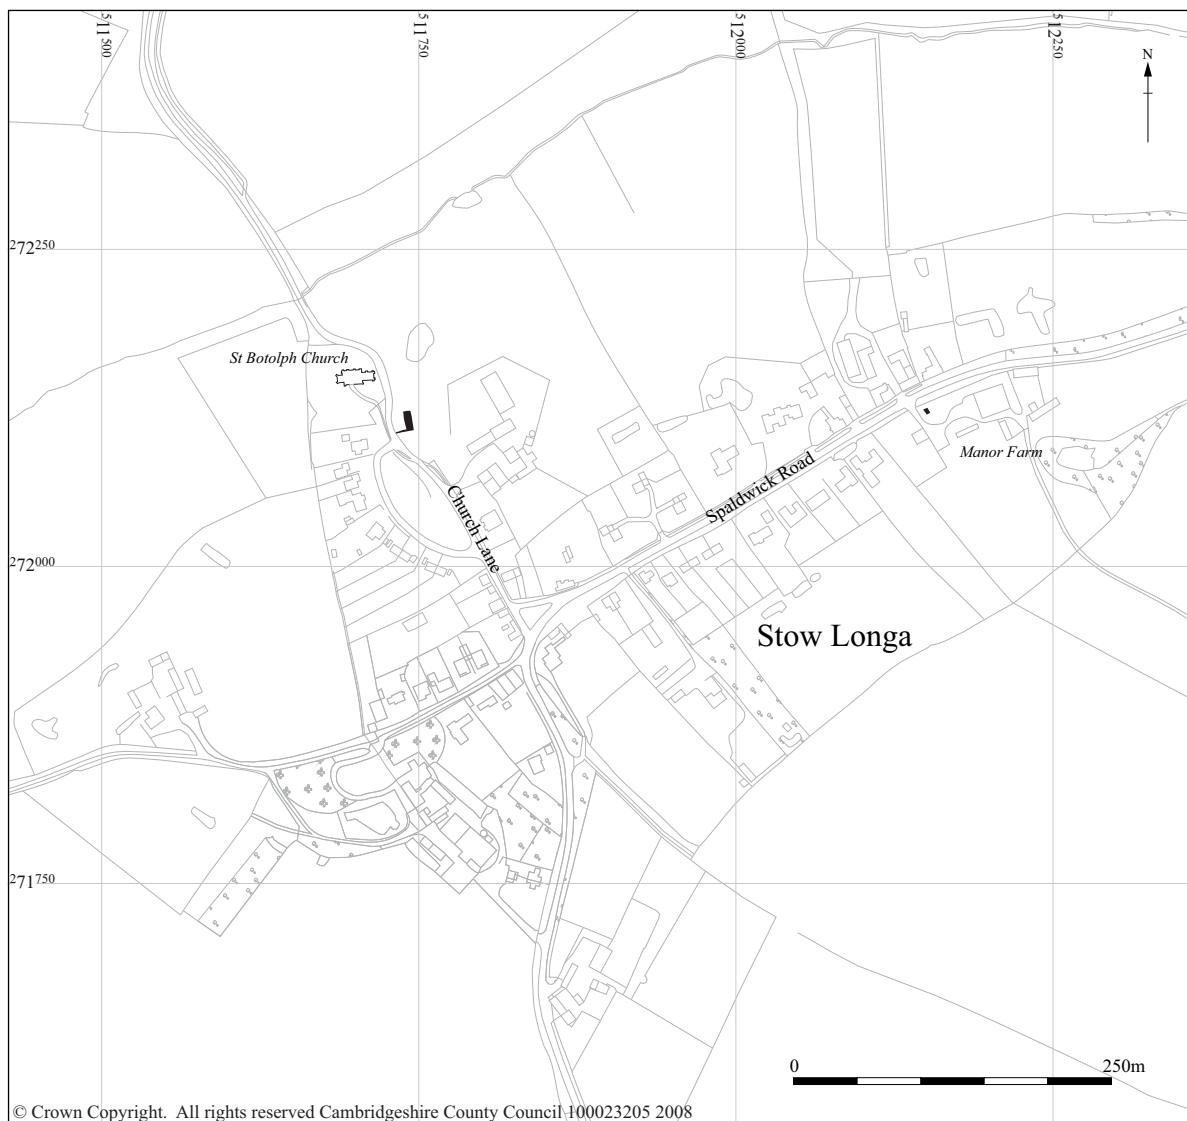 511500
511750
512000
512250
N
272250
St Botolph Church
Manor Farm
Spaldwick Road
Church Lane
272000
Stow Longa
271750
0 250m
© Crown Copyright. All rights reserved Cambridgeshire County Council 100023205 2008